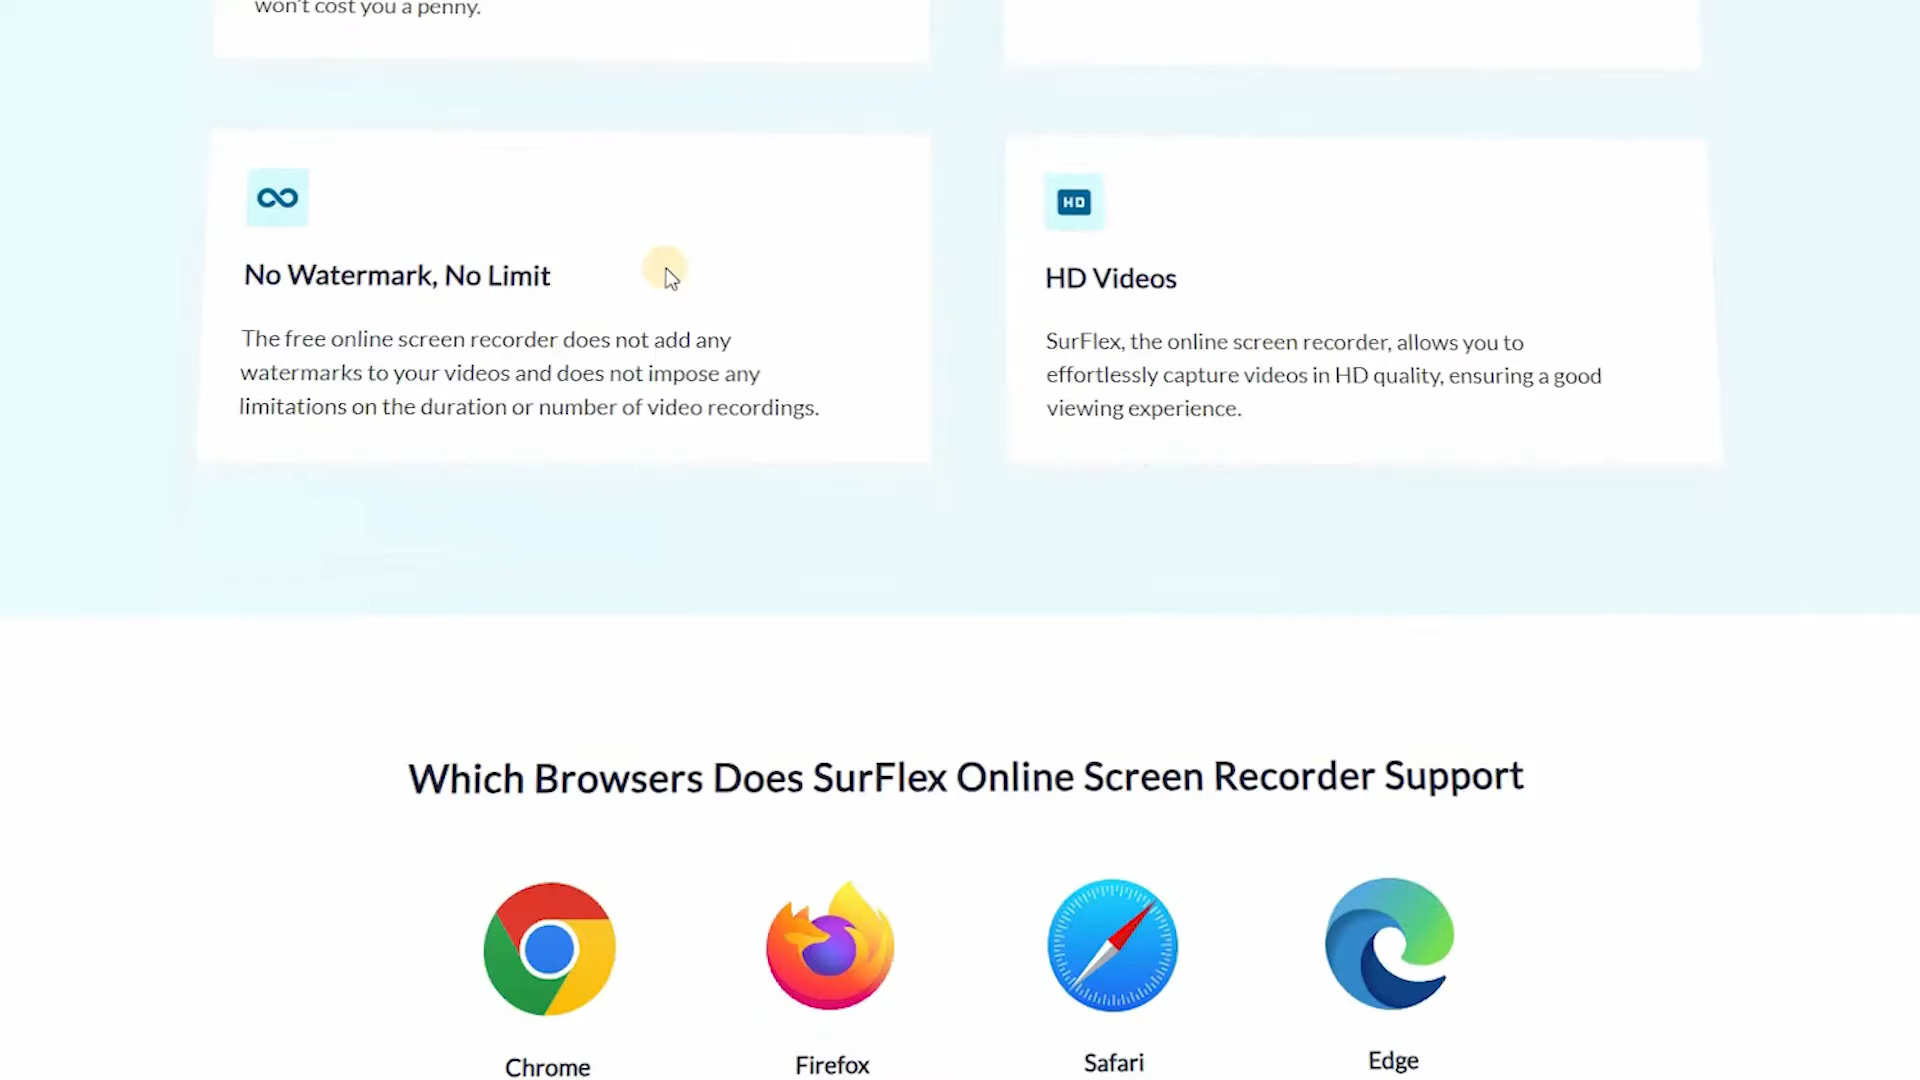 won't cost you a penny.
HD
No Watermark, No Limit
The free online screen recorder does not add any
watermarks to your videos and does not impose any
limitations on the duration or number of video recordings.
HD Videos
SurFlex, the online screen recorder, allows you to
effortlessly capture videos in HD quality, ensuring a good
viewing experience.
Which Browsers Does SurFlex Online Screen Recorder Support
Chrome
Firefox
Safari
Edge